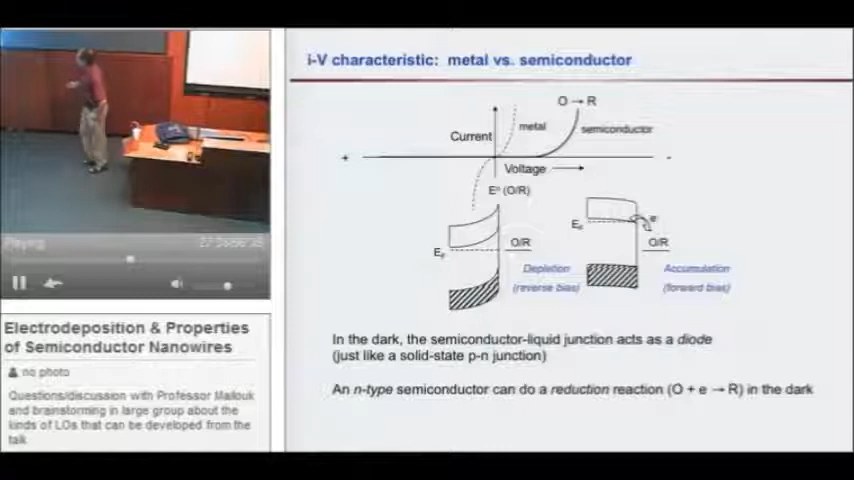 i-V characteristic: metal vs. semiconductor
O → R
Current
metal
semiconductor
+
-
Voltage
E° (O/R)
E_F
O/R
Depletion
(reverse bias)
E_F
e⁻
O/R
Accumulation
(forward bias)
In the dark, the semiconductor-liquid junction acts as a diode
(just like a solid-state p-n junction)
An n-type semiconductor can do a reduction reaction (O + e → R) in the dark
Playing
Electrodeposition & Properties
of Semiconductor Nanowires
no photo
Questions/discussion with Professor Mallouk
and brainstorming in large group about the
kinds of LOs that can be developed from the
talk